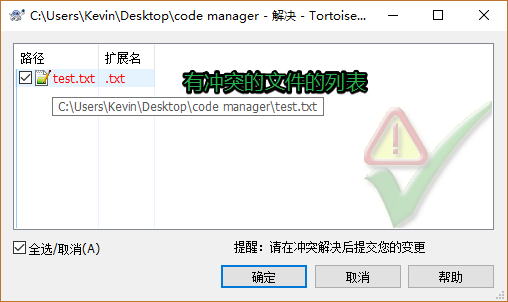 C:\Users\Kevin\Desktop\code manager - 解决 - Tortoise...
路径 扩展名
test.txt .txt
有冲突的文件的列表
C:\Users\Kevin\Desktop\code manager\test.txt
全选/取消(A)
提醒：请在冲突解决后提交您的变更
确定 取消 帮助